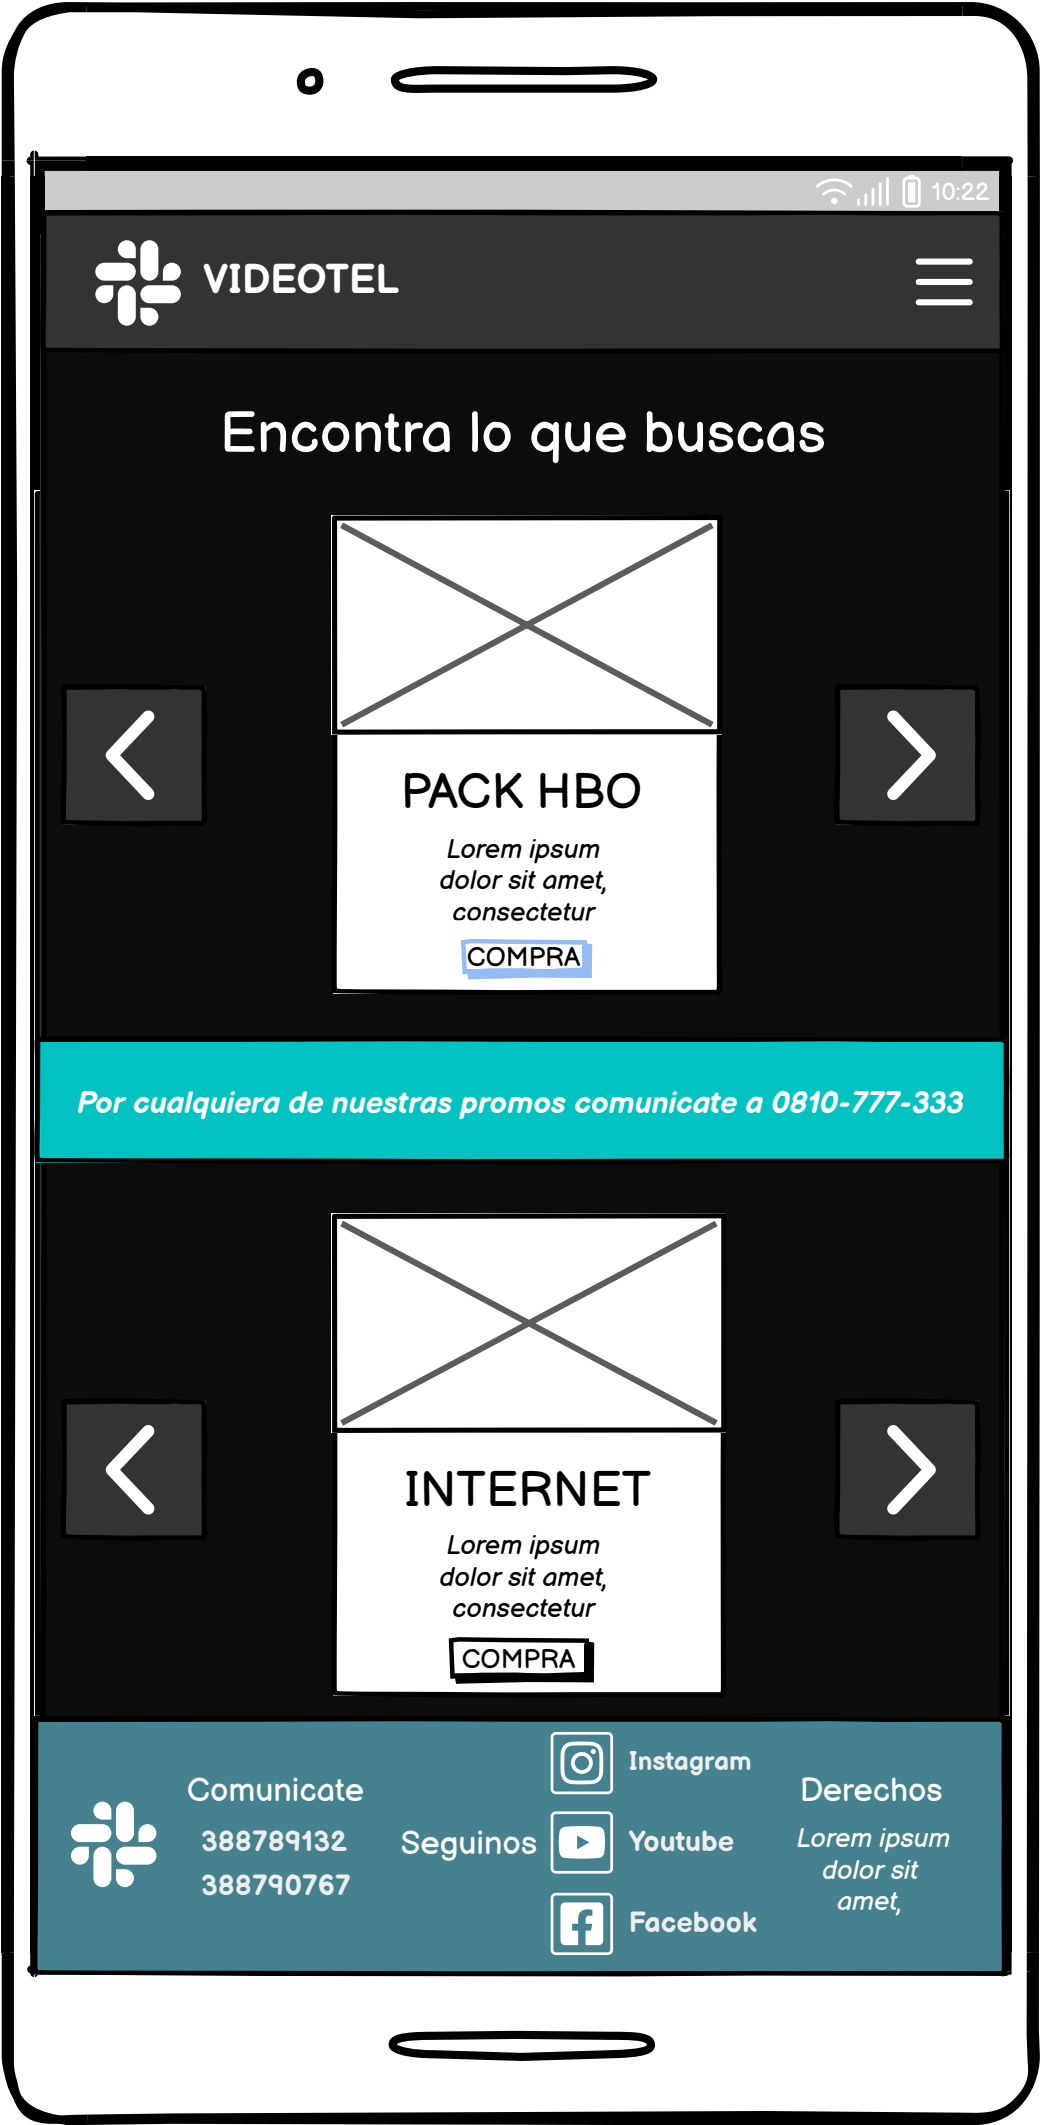 10:22
VIDEOTEL
Encontra lo que buscas
PACK HBO
Lorem ipsum
dolor sit amet,
consectetur
COMPRA
Por cualquiera de nuestras promos comunicate a 0810-777-333
INTERNET
Lorem ipsum
dolor sit amet,
consectetur
COMPRA
Comunicate
388789132
388790767
Seguinos
Instagram
Youtube
Facebook
Derechos
Lorem ipsum
dolor sit
amet,